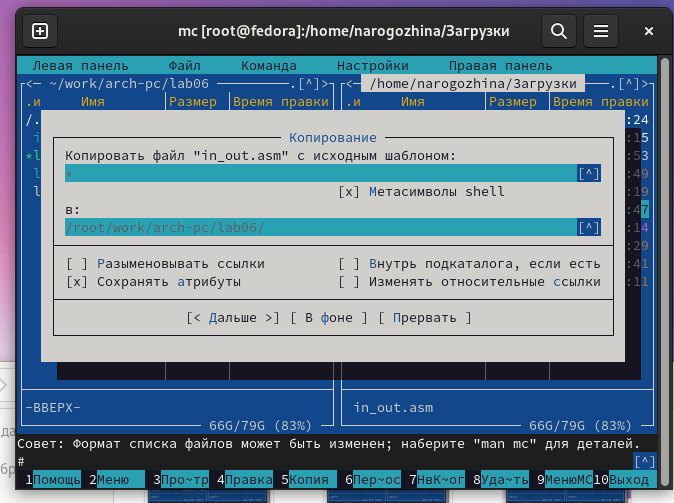 mc [root@fedora]:/home/narogozhina/Загрузки
Левая панель Файл Команда Настройки Правая панель
<— ~/work/arch-pc/lab06 .[^]> <— /home/narogozhina/Загрузки .[^]>
.и Имя Размер Время правки .и Имя Размер Время правки
/. :24
Копирование :15
Копировать файл "in_out.asm" с исходным шаблоном: :53
* [^] :49
[x] Метасимволы shell :19
в: :47
/root/work/arch-pc/lab06/ [^] :14
:29
[ ] Разыменовывать ссылки [ ] Внутрь подкаталога, если есть :41
[x] Сохранять атрибуты [ ] Изменять относительные ссылки :11
[< Дальше >] [ В фоне ] [ Прервать ]
-ВВЕРХ- in_out.asm
66G/79G (83%) 66G/79G (83%)
Совет: Формат списка файлов может быть изменен; наберите "man mc" для деталей.
# [^]
1Помощь 2Меню 3Про~тр 4Правка 5Копия 6Пер~ос 7НвК~ог 8Уда~ть 9МенюMC 10Выход